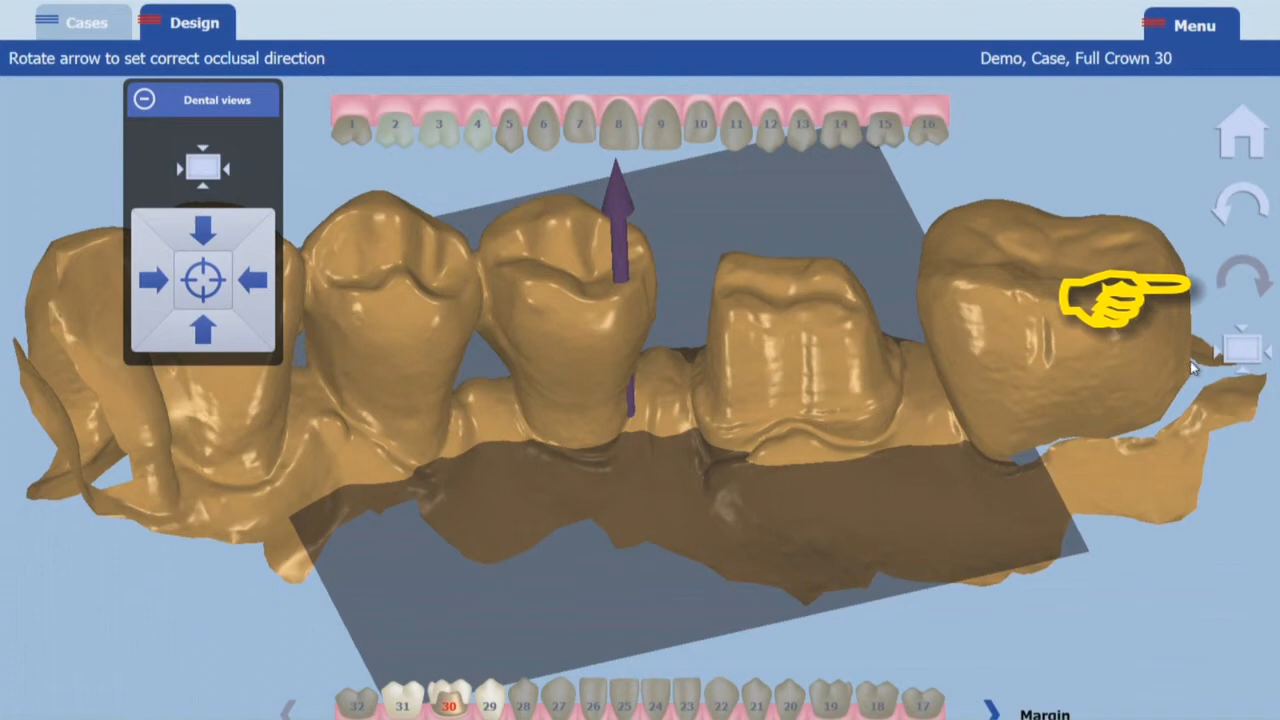 Cases
Design
Menu
Rotate arrow to set correct occlusal direction
Demo, Case, Full Crown 30
Dental views
1 2 3 4 5 6 7 8 9 10 11 12 13 14 15 16
32 31 30 29 28 27 26 25 24 23 22 21 20 19 18 17
Margin